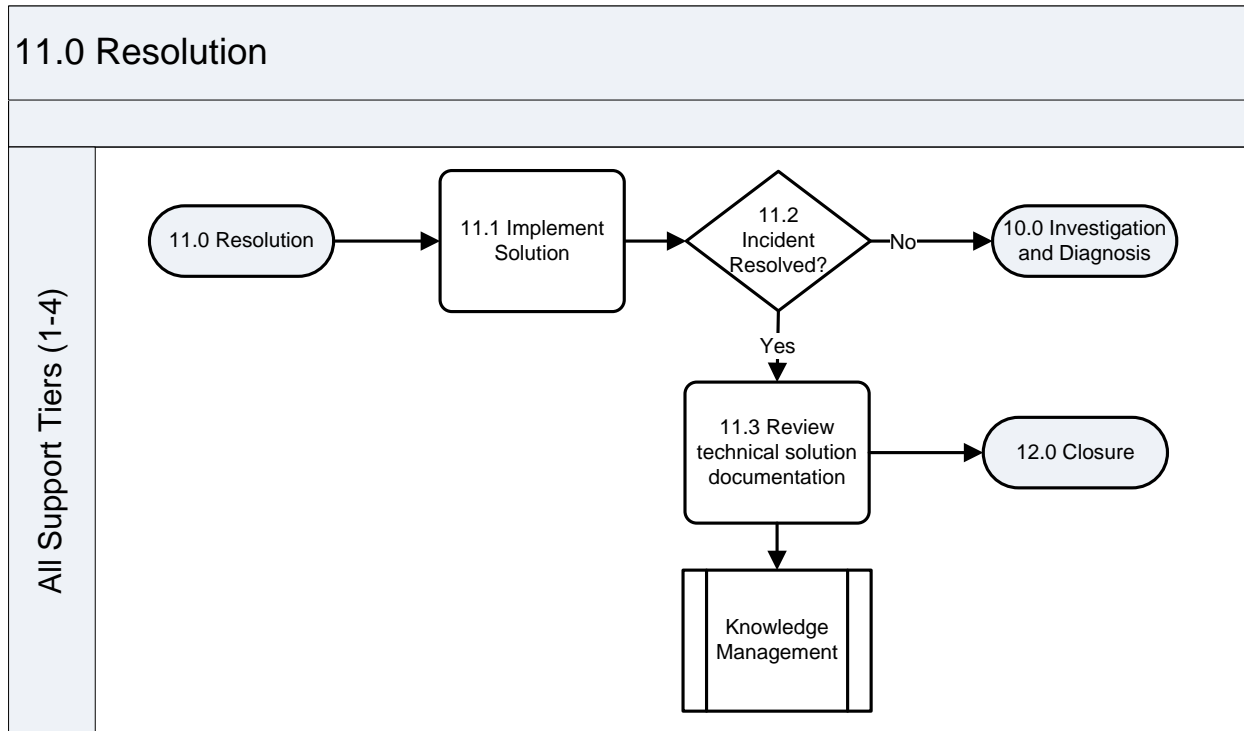 11.0 Resolution
All Support Tiers (1-4)
11.0 Resolution
11.1 Implement
Solution
11.2
Incident
Resolved?
No
10.0 Investigation
and Diagnosis
Yes
11.3 Review
technical solution
documentation
12.0 Closure
Knowledge
Management